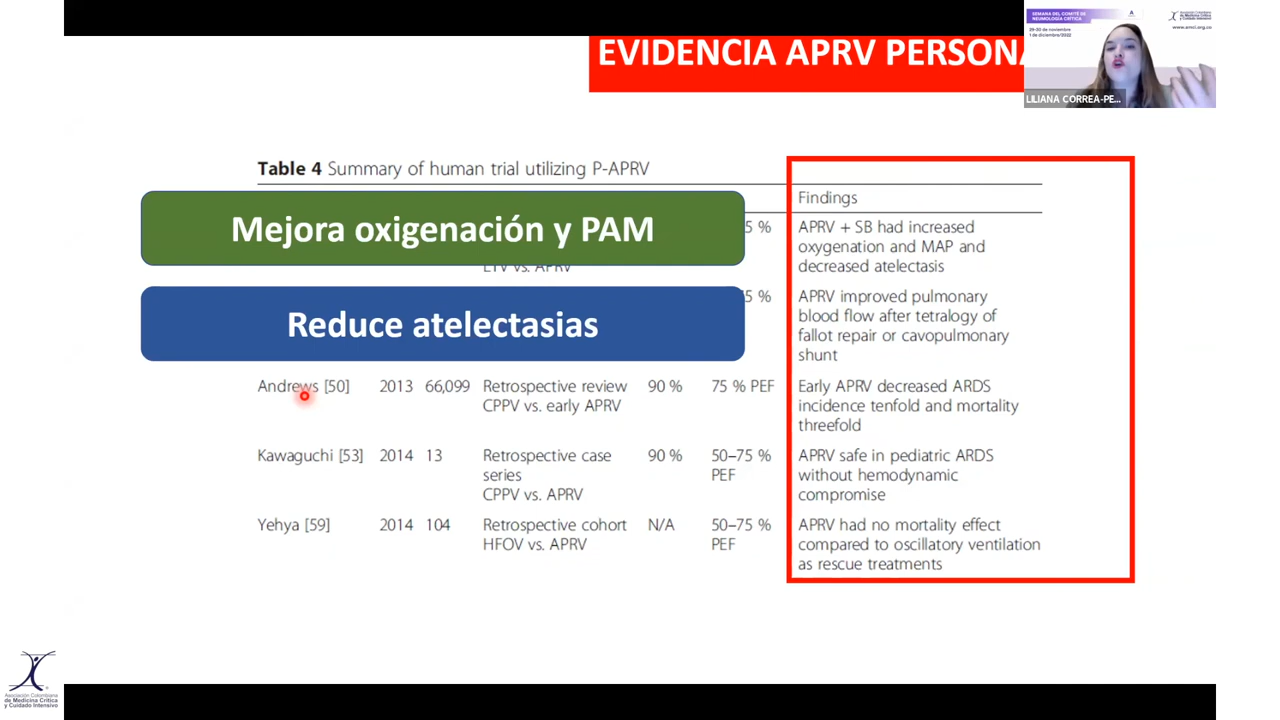 EVIDENCIA APRV PERSONA
SEMANA DEL COMITÉ DE
NEUMOLOGÍA CRÍTICA
29-30 de noviembre
1 de diciembre/2022
Asociación Colombiana
de Medicina Crítica
y Cuidado Intensivo
www.amci.org.co
LILIANA CORREA-PE...
Table 4 Summary of human trial utilizing P-APRV
Findings
Mejora oxigenación y PAM
5 % APRV + SB had increased
oxygenation and MAP and
LTV vs. APRV decreased atelectasis
Reduce atelectasias
5 % APRV improved pulmonary
blood flow after tetralogy of
fallot repair or cavopulmonary
shunt
Andrews [50] 2013 66,099 Retrospective review 90 % 75 % PEF Early APRV decreased ARDS
CPPV vs. early APRV incidence tenfold and mortality
threefold
Kawaguchi [53] 2014 13 Retrospective case 90 % 50–75 % APRV safe in pediatric ARDS
series PEF without hemodynamic
CPPV vs. APRV compromise
Yehya [59] 2014 104 Retrospective cohort N/A 50–75 % APRV had no mortality effect
HFOV vs. APRV PEF compared to oscillatory ventilation
as rescue treatments
Asociación Colombiana
de Medicina Crítica
y Cuidado Intensivo